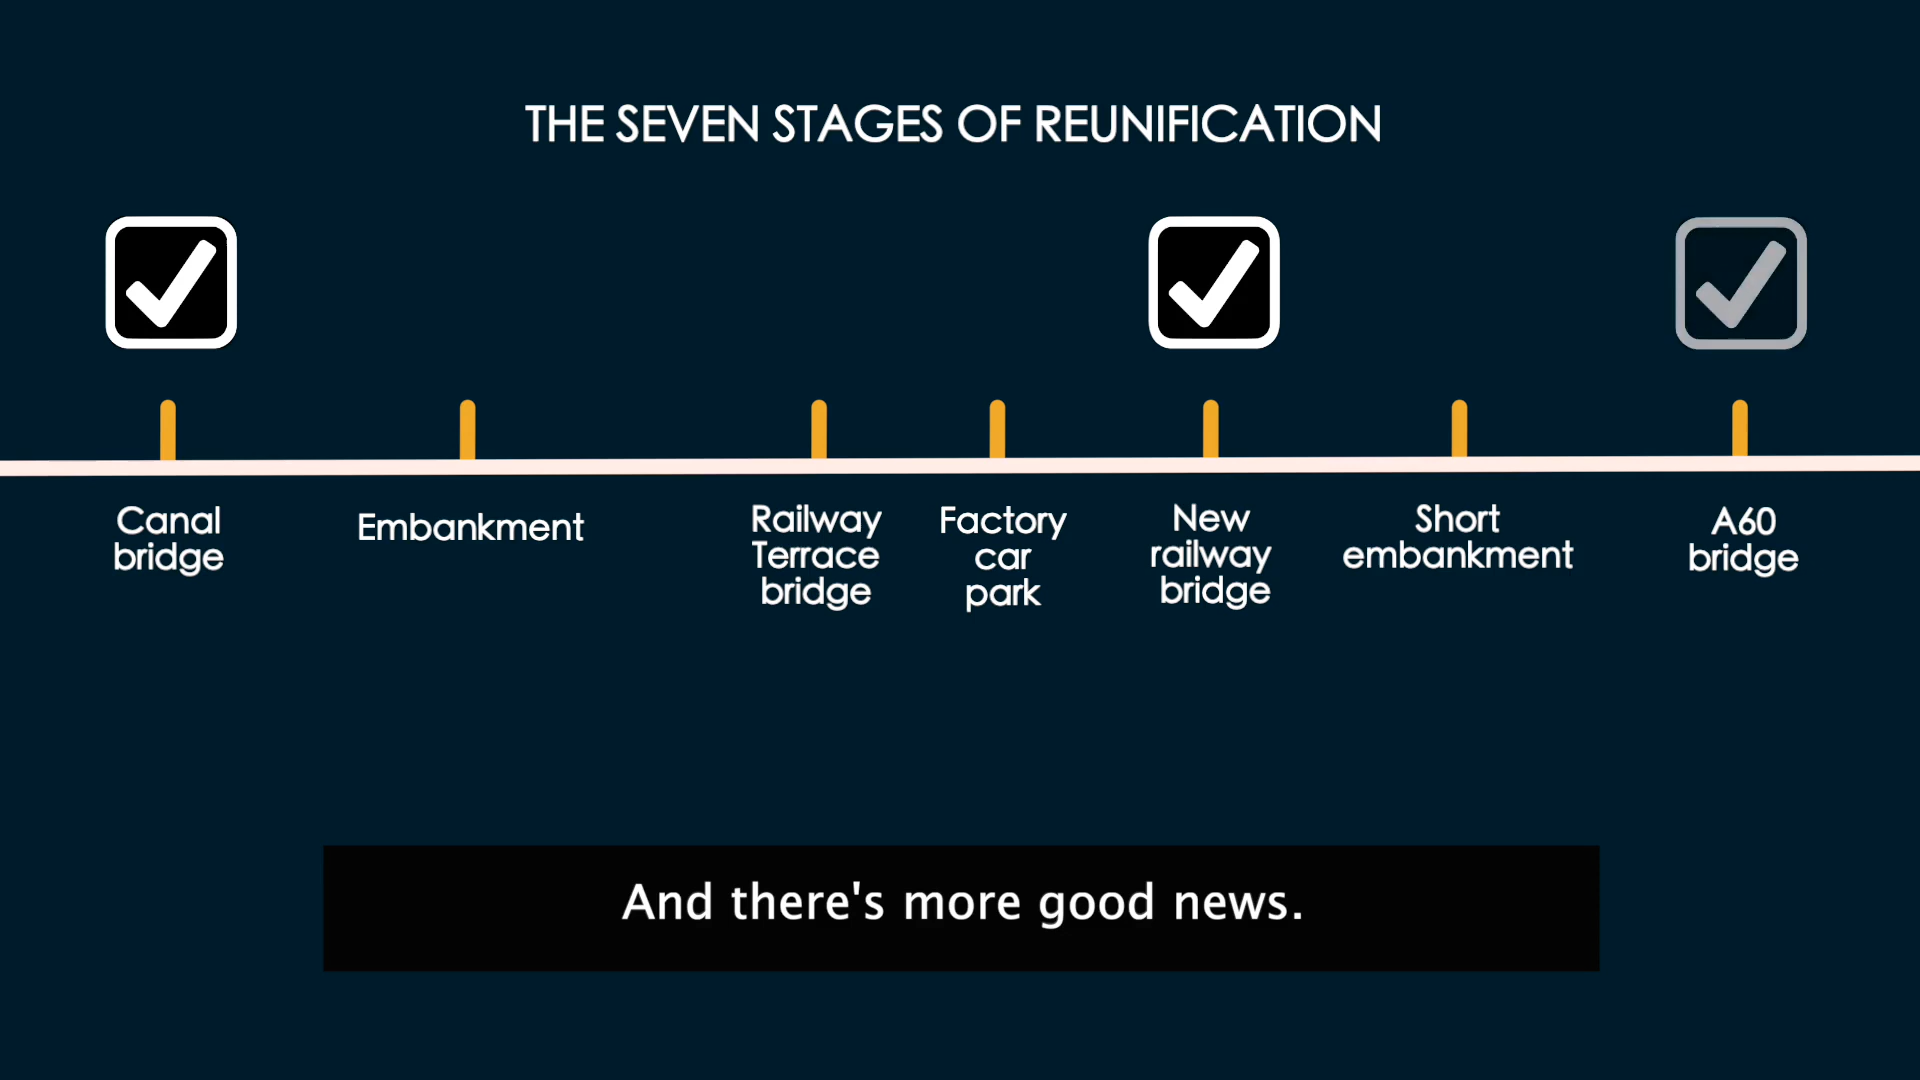 THE SEVEN STAGES OF REUNIFICATION
Canal
bridge
Embankment
Railway
Terrace
bridge
Factory
car
park
New
railway
bridge
Short
embankment
A60
bridge
And there's more good news.